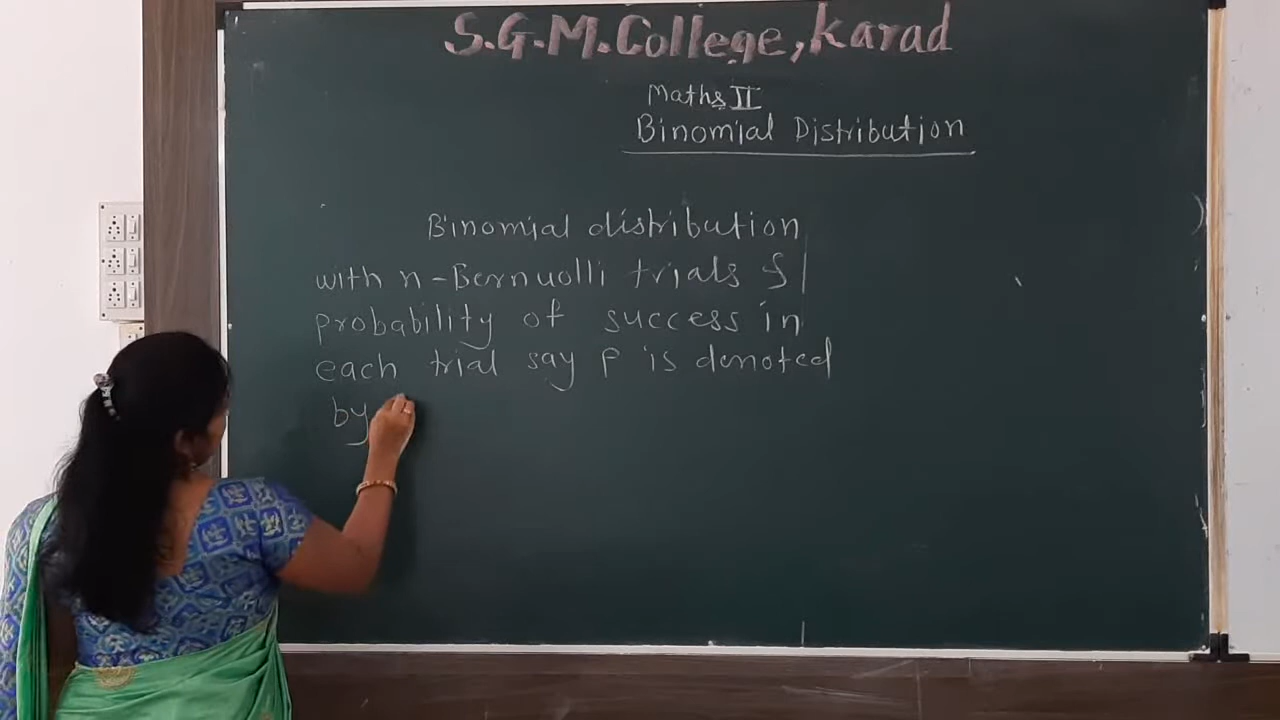 S.G.M. College, Karad
Maths II
Binomial Distribution
Binomial distribution
with n-Bernuolli trials &
probability of success in
each trial say p is denoted
by